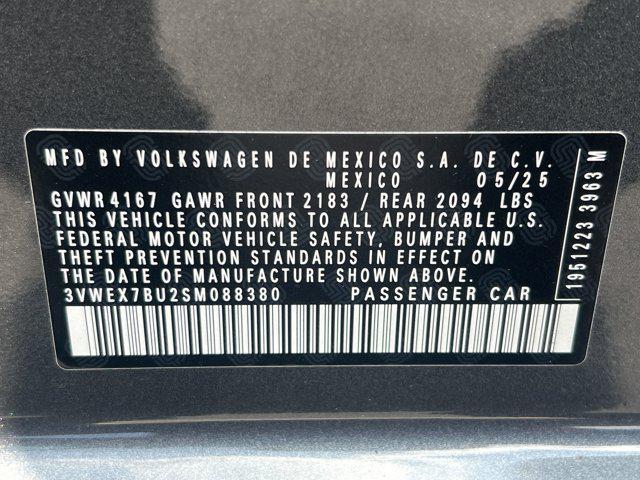 MFD BY VOLKSWAGEN DE MEXICO S.A. DE C.V.
MEXICO 05/25
GVWR 4167 GAWR FRONT 2183 / REAR 2094 LBS
THIS VEHICLE CONFORMS TO ALL APPLICABLE U.S.
FEDERAL MOTOR VEHICLE SAFETY, BUMPER AND
THEFT PREVENTION STANDARDS IN EFFECT ON
THE DATE OF MANUFACTURE SHOWN ABOVE.
3VWEX7BU2SM088380 PASSENGER CAR
1951223 3963 M